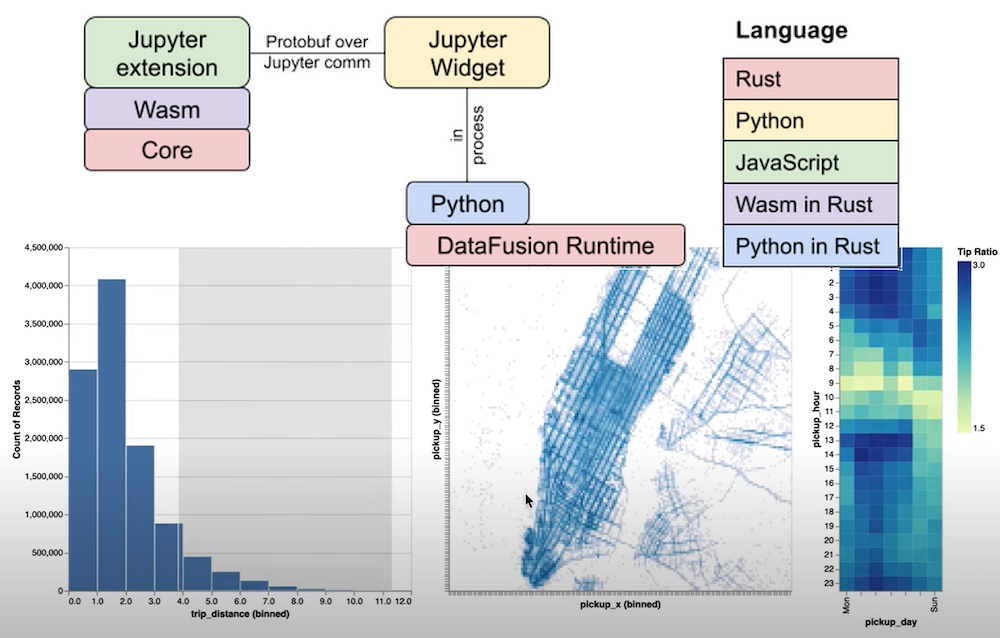 Jupyter
extension
Protobuf over
Jupyter comm
Jupyter
Widget
Wasm
Core
in
process
Python
DataFusion Runtime
Language
Rust
Python
JavaScript
Wasm in Rust
Python in Rust
Count of Records
4,500,000
4,000,000
3,500,000
3,000,000
2,500,000
2,000,000
1,500,000
1,000,000
500,000
0
0.0 1.0 2.0 3.0 4.0 5.0 6.0 7.0 8.0 9.0 10.0 11.0 12.0
trip_distance (binned)
pickup_y (binned)
pickup_x (binned)
pickup_hour
2
3
4
5
6
7
8
9
10
11
12
13
14
15
16
17
18
19
20
21
22
23
Mon Sun
pickup_day
Tip Ratio
3.0
1.5